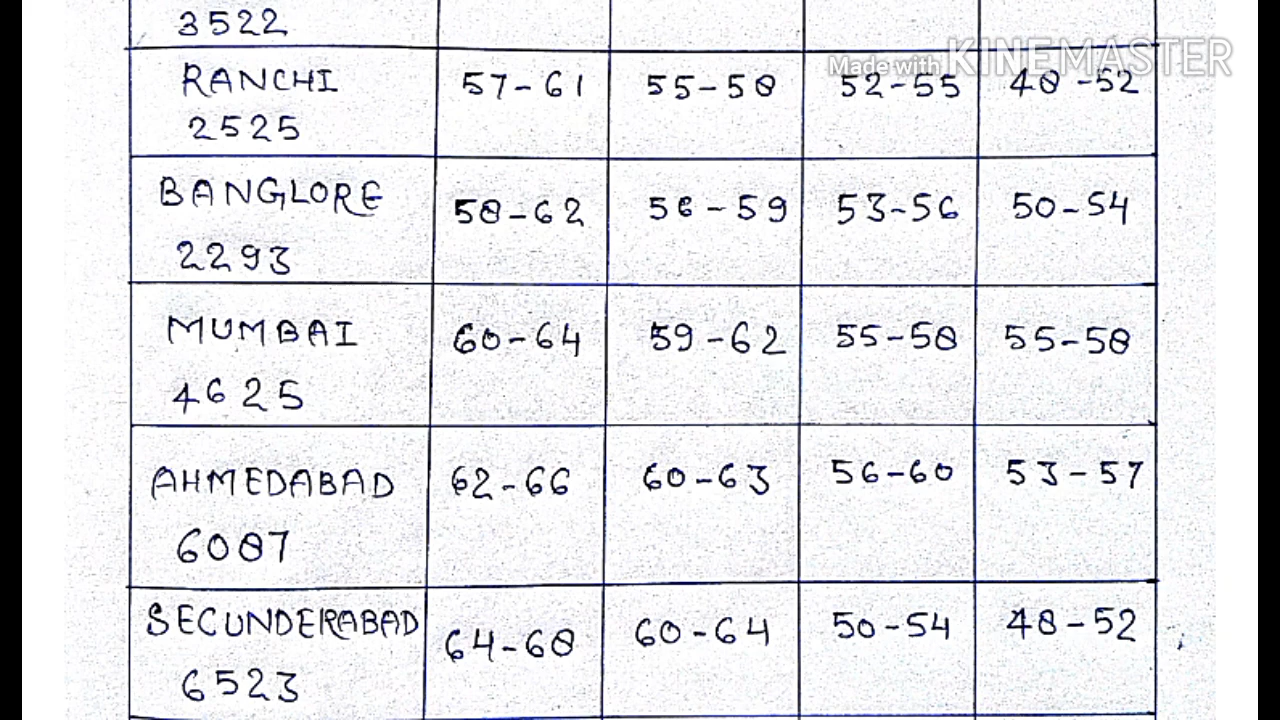 3522
Made with KINEMASTER
RANCHI 57-61 55-58 52-55 48-52
2525
BANGLORE 58-62 56-59 53-56 50-54
2293
MUMBAI 60-64 59-62 55-58 55-58
4625
AHMEDABAD 62-66 60-63 56-60 53-57
6087
SECUNDERABAD 64-68 60-64 50-54 48-52
6523